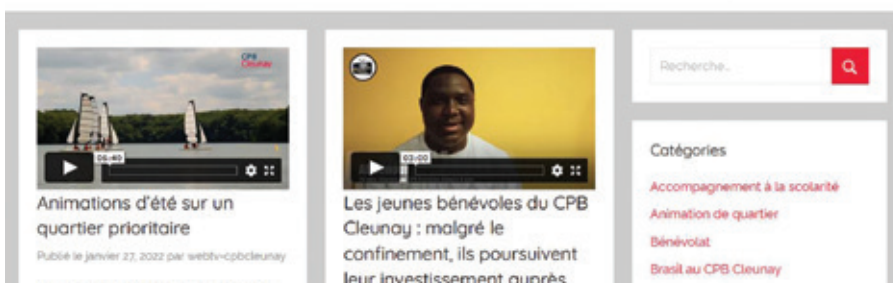 CPB
Cleunay
06:40
Animations d'été sur un
quartier prioritaire
Publié le janvier 27, 2022 par webtv-cpbcleunay
03:00
Les jeunes bénévoles du CPB
Cleunay : malgré le
confinement, ils poursuivent
leur investissement auprès
Recherche…
Catégories
Accompagnement à la scolarité
Animation de quartier
Bénévolat
Brasil au CPB Cleunay